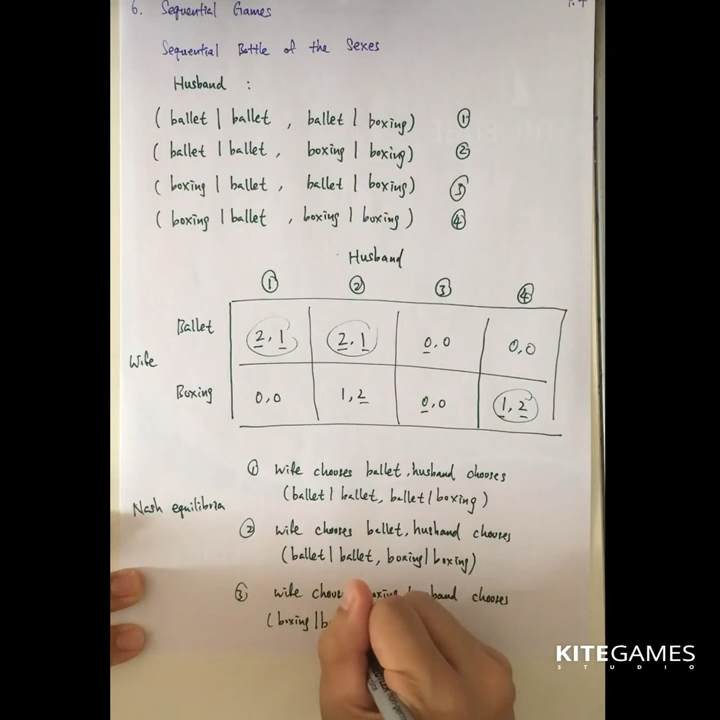 6. Sequential Games
Sequential Battle of the Sexes
Husband :
( ballet | ballet , ballet | boxing ) ①
( ballet | ballet , boxing | boxing ) ②
( boxing | ballet , ballet | boxing ) ③
( boxing | ballet , boxing | boxing ) ④
Husband
① ② ③ ④
Ballet 2,1 2,1 0,0 0,0
Wife
Boxing 0,0 1,2 0,0 1,2
① wife chooses ballet, husband chooses
(ballet | ballet, ballet | boxing)
Nash equilibria
② wife chooses ballet, husband chooses
(ballet | ballet, boxing | boxing)
③ wife chooses chooses
(boxing |
KITEGAMES
STUDIO